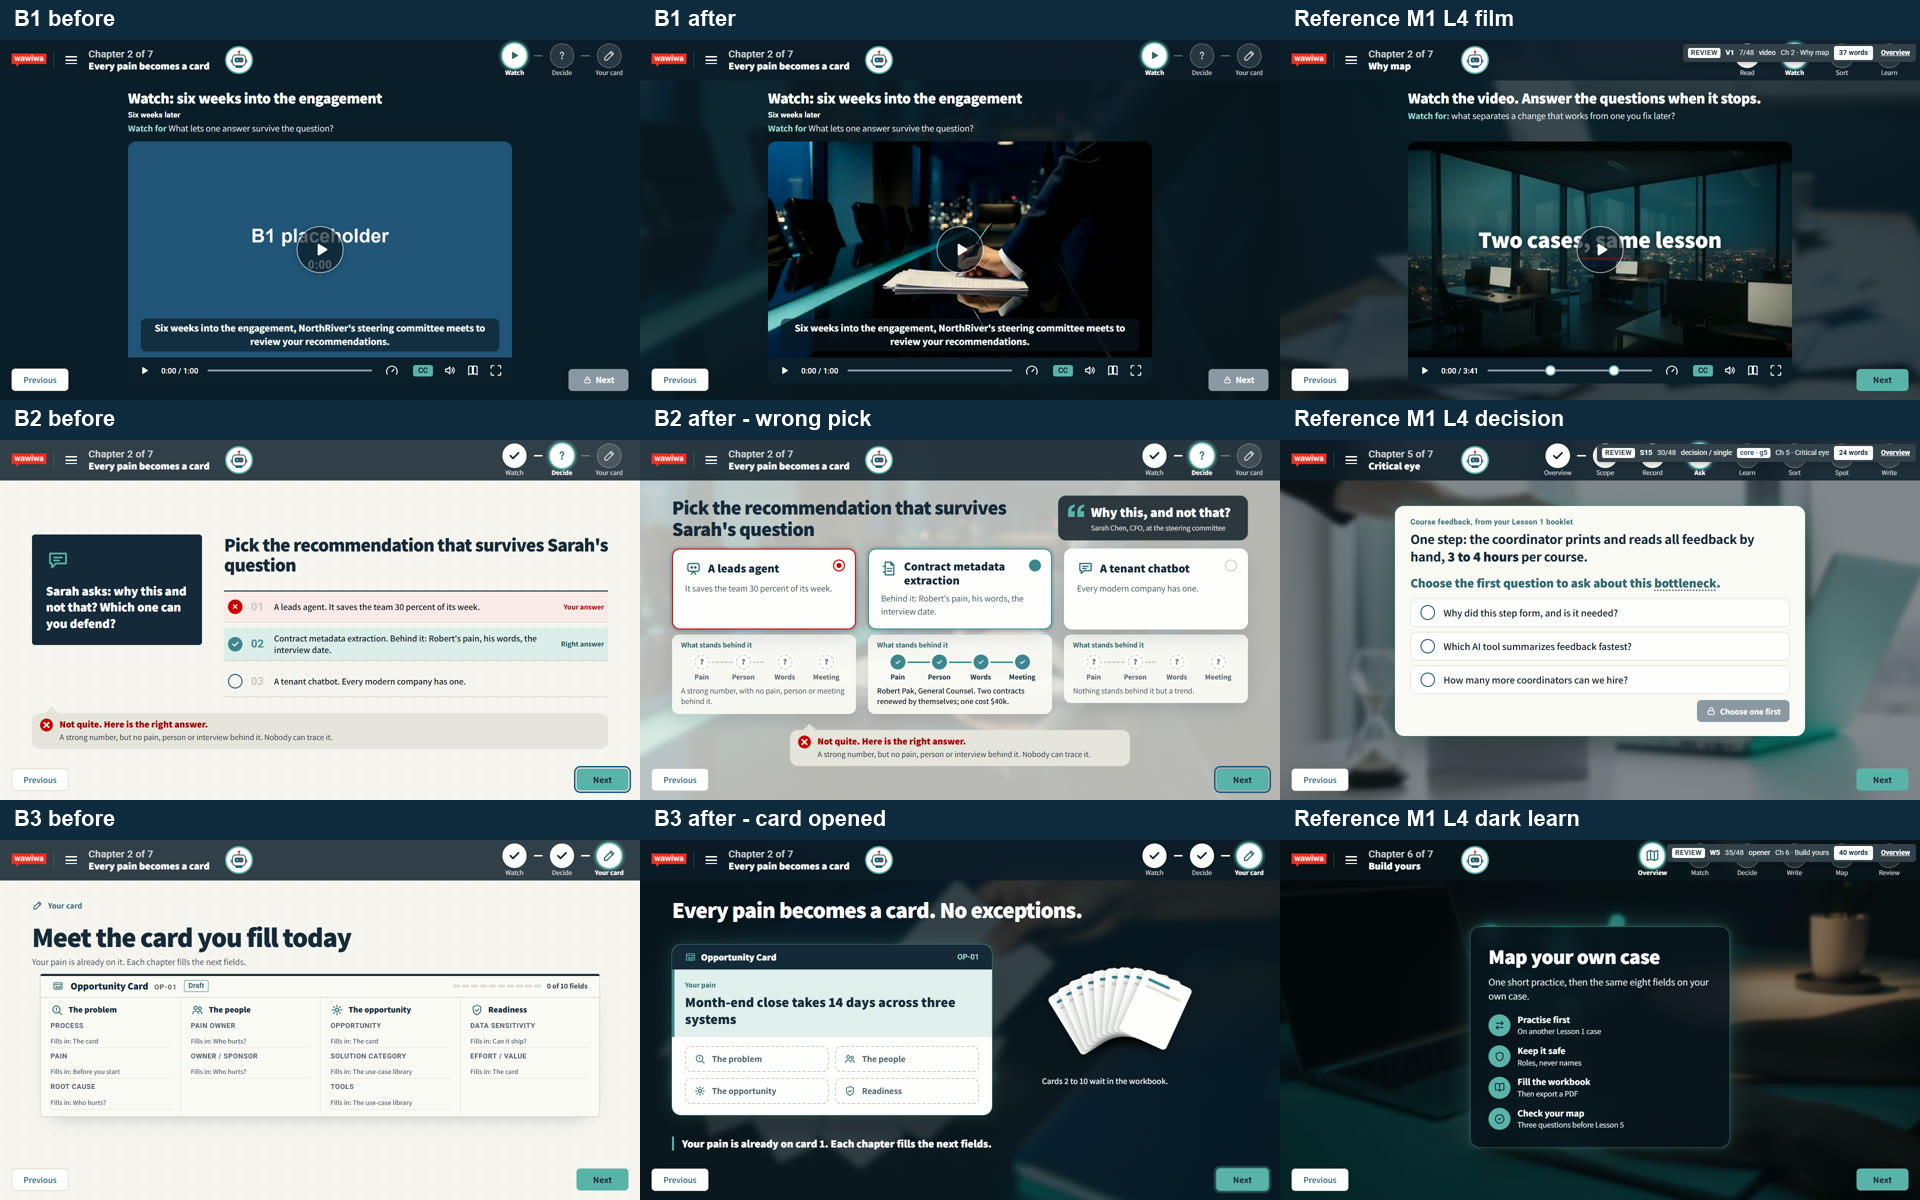 B1 before
wawiwa
Chapter 2 of 7
Every pain becomes a card
Watch
?
Decide
Your card
Watch: six weeks into the engagement
Six weeks later
Watch for What lets one answer survive the question?
B1 placeholder
0:00
Six weeks into the engagement, NorthRiver's steering committee meets to
review your recommendations.
0:00 / 1:00
CC
Previous
Next
B1 after
wawiwa
Chapter 2 of 7
Every pain becomes a card
Watch
?
Decide
Your card
Watch: six weeks into the engagement
Six weeks later
Watch for What lets one answer survive the question?
Six weeks into the engagement, NorthRiver's steering committee meets to
review your recommendations.
0:00 / 1:00
CC
Previous
Next
Reference M1 L4 film
wawiwa
Chapter 2 of 7
Why map
REVIEW V1 7/48 video Ch 2 · Why map 37 words Overview
Read
Watch
Sort
Learn
Watch the video. Answer the questions when it stops.
Watch for: what separates a change that works from one you fix later?
Two cases, same lesson
0:00 / 3:41
CC
Previous
Next
B2 before
wawiwa
Chapter 2 of 7
Every pain becomes a card
Watch
?
Decide
Your card
Sarah asks: why this and
not that? Which one can
you defend?
Pick the recommendation that survives Sarah's
question
01 A leads agent. It saves the team 30 percent of its week. Your answer
02 Contract metadata extraction. Behind it: Robert's pain, his words, the
interview date. Right answer
03 A tenant chatbot. Every modern company has one.
Not quite. Here is the right answer.
A strong number, but no pain, person or interview behind it. Nobody can trace it.
Previous
Next
B2 after - wrong pick
wawiwa
Chapter 2 of 7
Every pain becomes a card
Watch
?
Decide
Your card
Pick the recommendation that survives
Sarah's question
Why this, and not that?
Sarah Chen, CFO, at the steering committee
A leads agent
It saves the team 30 percent of its week.
Contract metadata
extraction
Behind it: Robert's pain, his words, the
interview date.
A tenant chatbot
Every modern company has one.
What stands behind it
? ? ? ?
Pain Person Words Meeting
A strong number, with no pain, person or meeting
behind it.
What stands behind it
Pain Person Words Meeting
Robert Pak, General Counsel. Two contracts
renewed by themselves; one cost $40k.
What stands behind it
? ? ? ?
Pain Person Words Meeting
Nothing stands behind it but a trend.
Not quite. Here is the right answer.
A strong number, but no pain, person or interview behind it. Nobody can trace it.
Previous
Next
Reference M1 L4 decision
wawiwa
Chapter 5 of 7
Critical eye
REVIEW S15 30/48 decision / single core · g5 Ch 5 · Critical eye 24 words Overview
Overview
Scope
Record
Ask
Learn
Sort
Spot
Write
Course feedback, from your Lesson 1 booklet
One step: the coordinator prints and reads all feedback by
hand, 3 to 4 hours per course.
Choose the first question to ask about this bottleneck.
Why did this step form, and is it needed?
Which AI tool summarizes feedback fastest?
How many more coordinators can we hire?
Choose one first
Previous
Next
B3 before
wawiwa
Chapter 2 of 7
Every pain becomes a card
Watch
Decide
Your card
Your card
Meet the card you fill today
Your pain is already on it. Each chapter fills the next fields.
Opportunity Card OP-01 Draft 0 of 10 fields
The problem
PROCESS
Fills in: The card
PAIN
Fills in: Before you start
ROOT CAUSE
Fills in: Who hurts?
The people
PAIN OWNER
Fills in: Who hurts?
OWNER / SPONSOR
Fills in: Who hurts?
The opportunity
OPPORTUNITY
Fills in: The card
SOLUTION CATEGORY
Fills in: The use-case library
TOOLS
Fills in: The use-case library
Readiness
DATA SENSITIVITY
Fills in: Can it ship?
EFFORT / VALUE
Fills in: The card
Previous
Next
B3 after - card opened
wawiwa
Chapter 2 of 7
Every pain becomes a card
Watch
Decide
Your card
Every pain becomes a card. No exceptions.
Opportunity Card OP-01
Your pain
Month-end close takes 14 days across three
systems
The problem
The people
The opportunity
Readiness
Cards 2 to 10 wait in the workbook.
Your pain is already on card 1. Each chapter fills the next fields.
Previous
Next
Reference M1 L4 dark learn
wawiwa
Chapter 6 of 7
Build yours
REVIEW W5 35/48 opener Ch 6 · Build yours 40 words Overview
Overview
Match
Decide
Write
Map
Review
Map your own case
One short practice, then the same eight fields on your
own case.
Practise first
On another Lesson 1 case
Keep it safe
Roles, never names
Fill the workbook
Then export a PDF
Check your map
Three questions before Lesson 5
Previous
Next